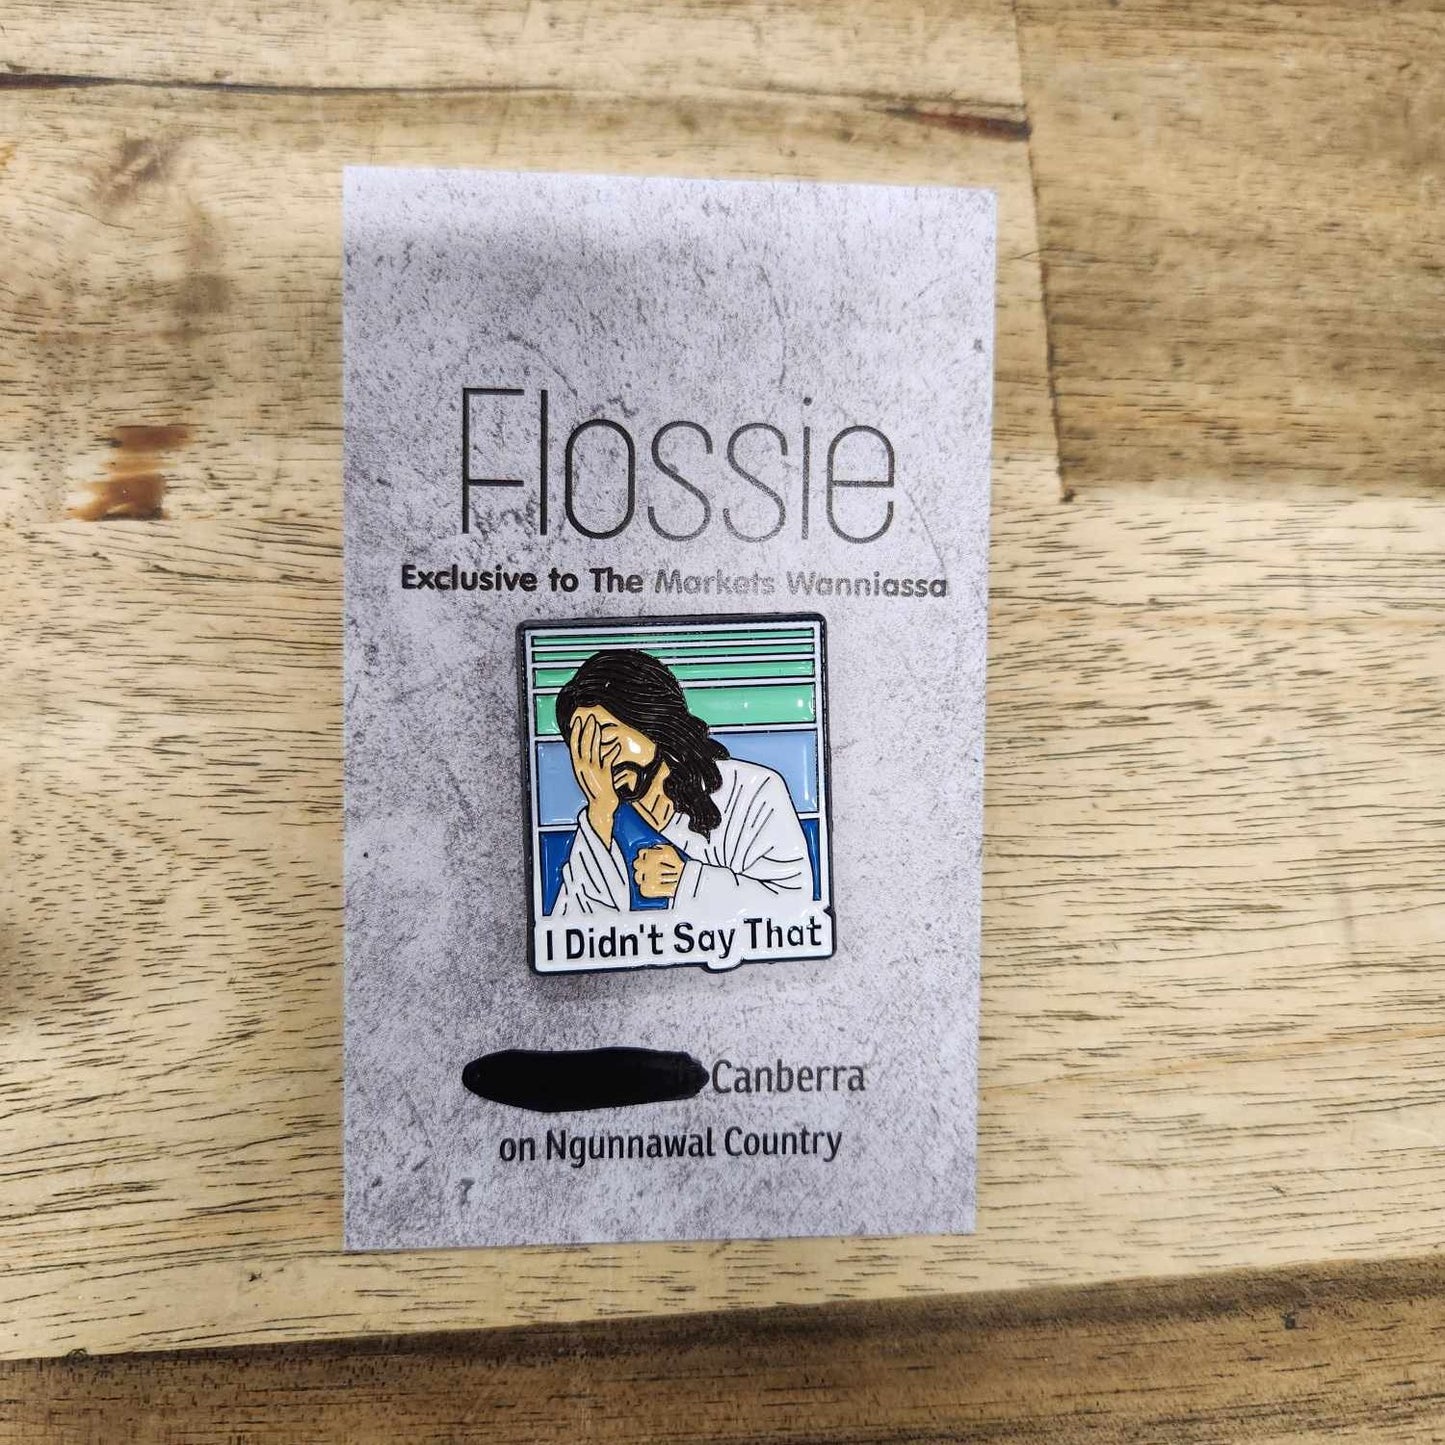 Flossie
Exclusive to The Markets Wanniassa
I Didn't Say That
Canberra
on Ngunnawal Country